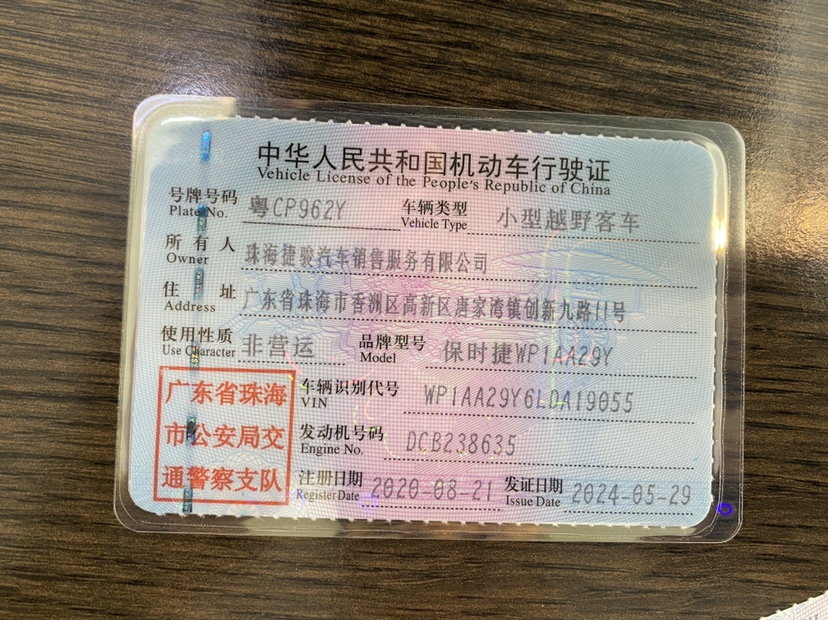 中华人民共和国机动车行驶证
Vehicle License of the People's Republic of China
号牌号码 粤CP962Y 车辆类型 小型越野客车
Plate No. Vehicle Type
所有人 珠海捷骏汽车销售服务有限公司
Owner
住址 广东省珠海市香洲区高新区唐家湾镇创新九路11号
Address
使用性质 非营运 品牌型号 保时捷WP1AA29Y
Use Character Model
广东省珠海 车辆识别代号 WP1AA29Y6LDA19055
VIN
市公安局交 发动机号码 DCB238635
Engine No.
通警察支队 注册日期 2020-08-21 发证日期 2024-05-29
Register Date Issue Date